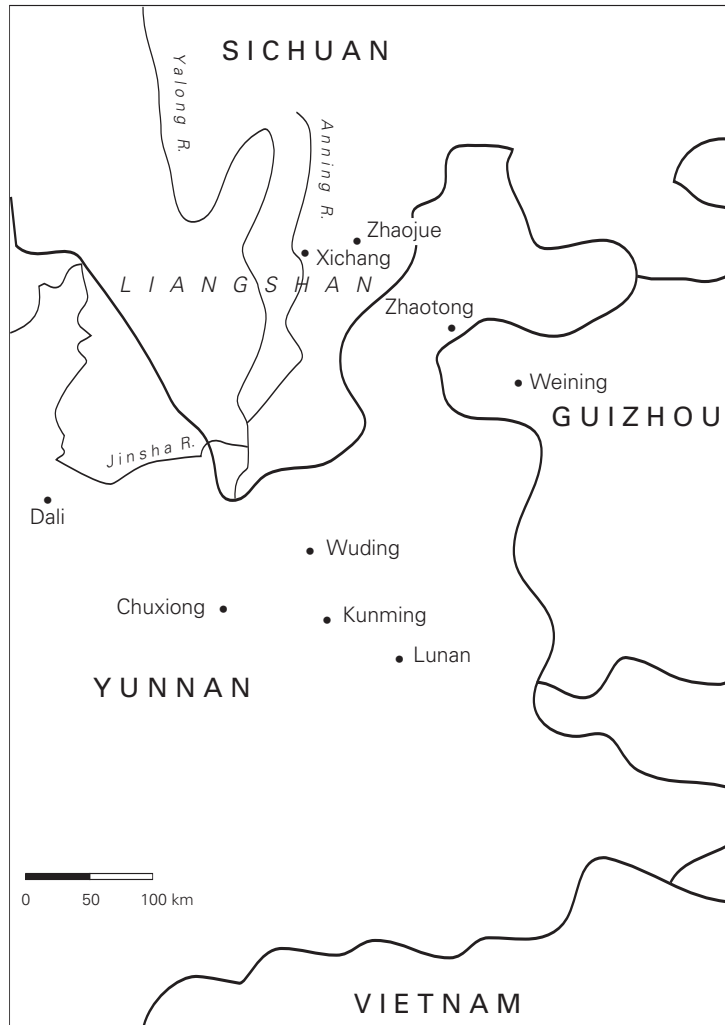 SICHUAN
Yalong R.
Anning R.
Zhaojue
Xichang
LIANGSHAN
Zhaotong
Weining
GUIZHOU
Jinsha R.
Dali
Wuding
Chuxiong
Kunming
Lunan
YUNNAN
0 50 100 km
VIETNAM